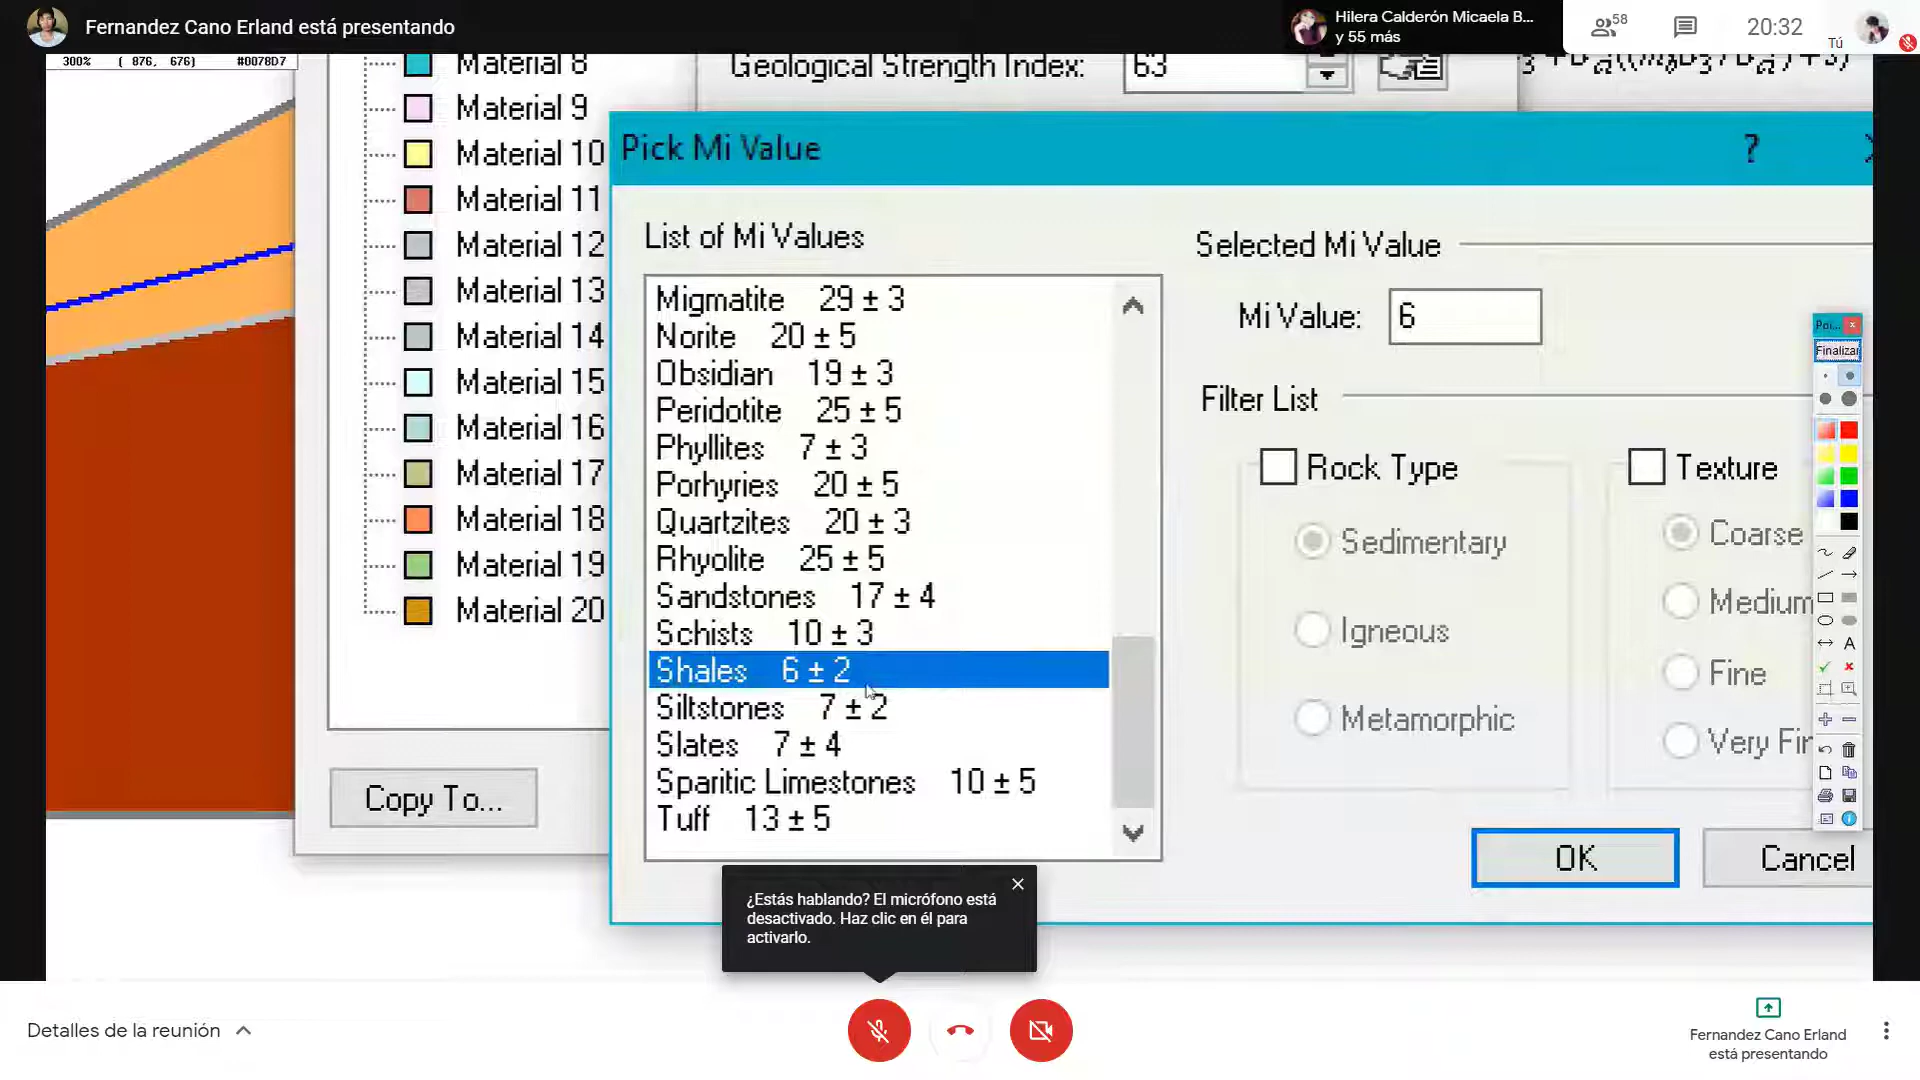 Fernandez Cano Erland está presentando
Hilera Calderón Micaela B...
y 55 más
58
20:32
Tú
300% ( 876, 676) #0078D7
Material 8
Material 9
Material 10
Material 11
Material 12
Material 13
Material 14
Material 15
Material 16
Material 17
Material 18
Material 19
Material 20
Copy To...
Geological Strength Index: 63
Pick Mi Value
?
List of Mi Values
Migmatite 29 ± 3
Norite 20 ± 5
Obsidian 19 ± 3
Peridotite 25 ± 5
Phyllites 7 ± 3
Porhyries 20 ± 5
Quartzites 20 ± 3
Rhyolite 25 ± 5
Sandstones 17 ± 4
Schists 10 ± 3
Shales 6 ± 2
Siltstones 7 ± 2
Slates 7 ± 4
Sparitic Limestones 10 ± 5
Tuff 13 ± 5
Selected Mi Value
Mi Value: 6
Filter List
Rock Type
Sedimentary
Igneous
Metamorphic
Texture
Coarse
Medium
Fine
Very Fin
OK
Cancel
Poi...
Finalizar
A
¿Estás hablando? El micrófono está
desactivado. Haz clic en él para
activarlo.
Detalles de la reunión
Fernandez Cano Erland
está presentando